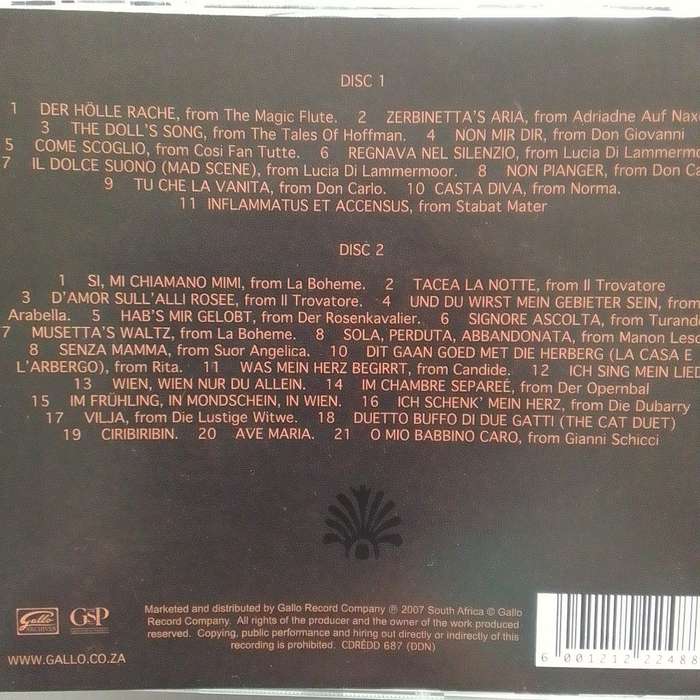 DISC 1
1 DER HÖLLE RACHE, from The Magic Flute. 2 ZERBINETTA'S ARIA, from Adriadne Auf Nax
3 THE DOLL'S SONG, from The Tales Of Hoffman. 4 NON MIR DIR, from Don Giovanni
5 COME SCOGLIO, from Cosi Fan Tutte. 6 REGNAVA NEL SILENZIO, from Lucia Di Lammermo
7 IL DOLCE SUONO (MAD SCENE), from Lucia Di Lammermoor. 8 NON PIANGER, from Don Ca
9 TU CHE LA VANITA, from Don Carlo. 10 CASTA DIVA, from Norma.
11 INFLAMMATUS ET ACCENSUS, from Stabat Mater
DISC 2
1 SI, MI CHIAMANO MIMI, from La Boheme. 2 TACEA LA NOTTE, from Il Trovatore
3 D'AMOR SULL'ALLI ROSEE, from Il Trovatore. 4 UND DU WIRST MEIN GEBIETER SEIN, from
Arabella. 5 HAB'S MIR GELOBT, from Der Rosenkavalier. 6 SIGNORE ASCOLTA, from Turand
7 MUSETTA'S WALTZ, from La Boheme. 8 SOLA, PERDUTA, ABBANDONATA, from Manon Lesc
8 SENZA MAMMA, from Suor Angelica. 10 DIT GAAN GOED MET DIE HERBERG (LA CASA E
L'ARBERGO), from Rita. 11 WAS MEIN HERZ BEGIRRT, from Candide. 12 ICH SING MEIN LIED
13 WIEN, WIEN NUR DU ALLEIN. 14 IM CHAMBRE SEPAREÉ, from Der Opernbal
15 IM FRÜHLING, IN MONDSCHEIN, IN WIEN. 16 ICH SCHENK' MEIN HERZ, from Die Dubarry
17 VILJA, from Die Lustige Witwe. 18 DUETTO BUFFO DI DUE GATTI (THE CAT DUET)
19 CIRIBIRIBIN. 20 AVE MARIA. 21 O MIO BABBINO CARO, from Gianni Schicci
Gallo
ARCHIVES
GSP
WWW.GALLO.CO.ZA
Marketed and distributed by Gallo Record Company ℗ 2007 South Africa © Gallo
Record Company. All rights of the producer and the owner of the work produced
reserved. Copying, public performance and hiring out directly or indirectly of this
recording is prohibited. CDREDD 687 (DDN)
6 001212 22488